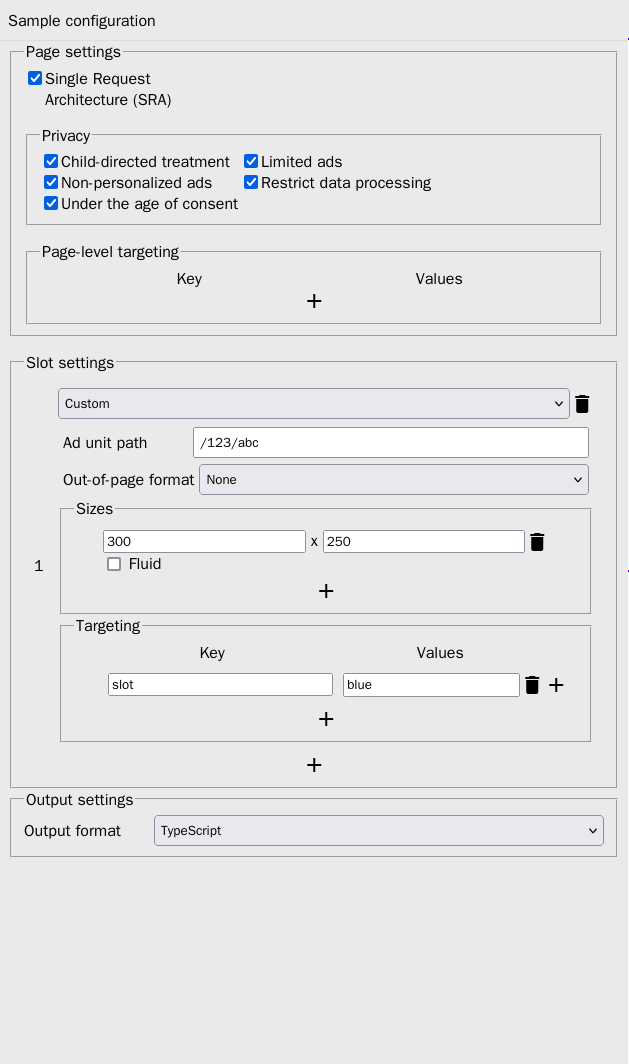 Sample configuration
Page settings
Single Request
Architecture (SRA)
Privacy
Child-directed treatment Limited ads
Non-personalized ads Restrict data processing
Under the age of consent
Page-level targeting
Key Values
+
Slot settings
Custom
Ad unit path /123/abc
Out-of-page format None
Sizes
300 x 250
Fluid
+
1
Targeting
Key Values
slot blue +
+
+
Output settings
Output format TypeScript